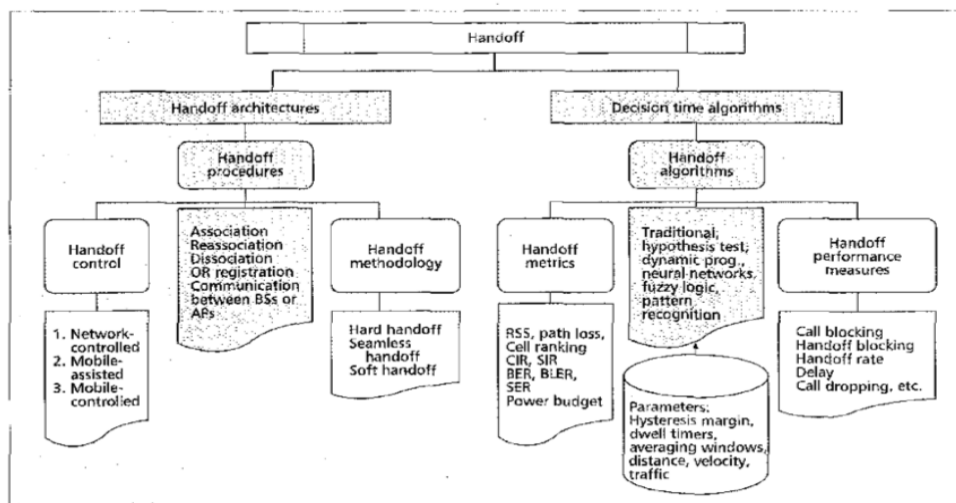 Handoff
Handoff architectures
Decision time algorithms
Handoff
procedures
Handoff
algorithms
Handoff
control
Association
Reassociation
Dissociation
OR registration
Communication
between BSs or
APs
Handoff
methodology
Handoff
metrics
Traditional,
hypothesis test,
dynamic prog.,
neural networks,
fuzzy logic,
pattern
recognition
Handoff
performance
measures
1. Network-
controlled
2. Mobile-
assisted
3. Mobile-
controlled
Hard handoff
Seamless
handoff
Soft handoff
RSS, path loss,
Cell ranking
CIR, SIR
BER, BLER,
SER
Power budget
Parameters:
Hysteresis margin,
dwell timers,
averaging windows,
distance, velocity,
traffic
Call blocking
Handoff blocking
Handoff rate
Delay
Call dropping, etc.